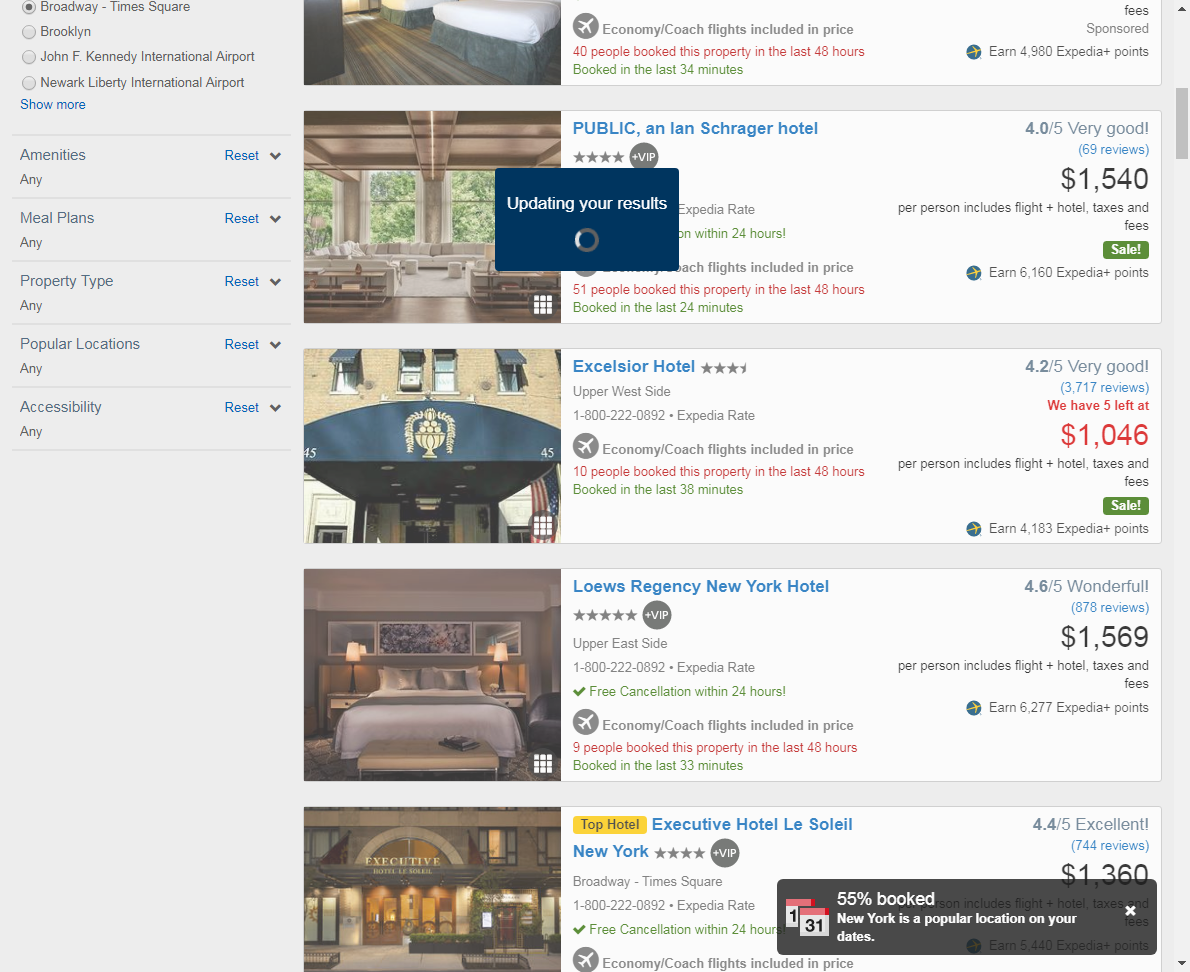 Broadway - Times Square
Brooklyn
John F. Kennedy International Airport
Newark Liberty International Airport
Show more
Amenities
Reset
Any
Meal Plans
Reset
Any
Property Type
Reset
Any
Popular Locations
Reset
Any
Accessibility
Reset
Any
fees
Economy/Coach flights included in price
Sponsored
40 people booked this property in the last 48 hours
Earn 4,980 Expedia+ points
Booked in the last 34 minutes
PUBLIC, an Ian Schrager hotel
4.0/5 Very good!
+VIP
(69 reviews)
$1,540
Updating your results
Expedia Rate
per person includes flight + hotel, taxes and
fees
on within 24 hours!
Sale!
Economy/Coach flights included in price
Earn 6,160 Expedia+ points
51 people booked this property in the last 48 hours
Booked in the last 24 minutes
45
45
Excelsior Hotel
4.2/5 Very good!
Upper West Side
(3,717 reviews)
We have 5 left at
1-800-222-0892 • Expedia Rate
$1,046
Economy/Coach flights included in price
per person includes flight + hotel, taxes and
fees
10 people booked this property in the last 48 hours
Booked in the last 38 minutes
Sale!
Earn 4,183 Expedia+ points
Loews Regency New York Hotel
4.6/5 Wonderful!
+VIP
(878 reviews)
$1,569
Upper East Side
1-800-222-0892 • Expedia Rate
per person includes flight + hotel, taxes and
fees
Free Cancellation within 24 hours!
Earn 6,277 Expedia+ points
Economy/Coach flights included in price
9 people booked this property in the last 48 hours
Booked in the last 33 minutes
EXECUTIVE
HOTEL LE SOLEIL
Top Hotel Executive Hotel Le Soleil
New York
+VIP
4.4/5 Excellent!
(744 reviews)
$1,360
Broadway - Times Square
1-800-222-0892 • Expedia Rate
per person includes flight + hotel, taxes and
fees
Free Cancellation within 24 hours
Earn 5,440 Expedia+ points
Economy/Coach flights included in price
1
31
55% booked
New York is a popular location on your
dates.